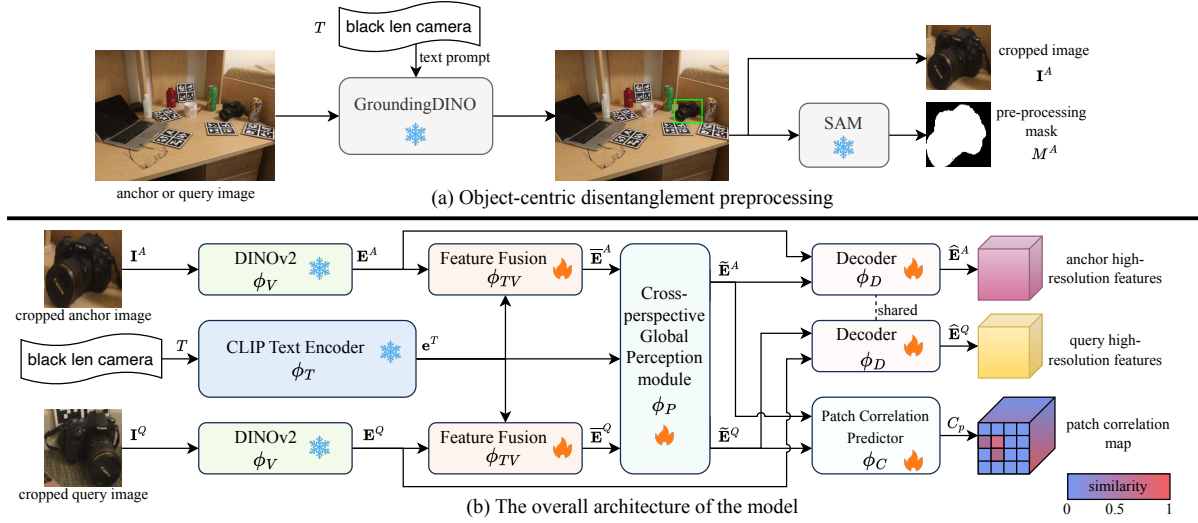 T
black len camera
text prompt
GroundingDINO
anchor or query image
SAM
cropped image
I^A
pre-processing
mask
M^A
(a) Object-centric disentanglement preprocessing
I^A
DINOv2
ϕ_V
E^A
Feature Fusion
ϕ_TV
E̅^A
cropped anchor image
black len camera
T
CLIP Text Encoder
ϕ_T
e^T
Cross-
perspective
Global
Perception
module
ϕ_P
Ẽ^A
Decoder
ϕ_D
Ê^A
anchor high-
resolution features
shared
Decoder
ϕ_D
Ê^Q
query high-
resolution features
I^Q
DINOv2
ϕ_V
E^Q
Feature Fusion
ϕ_TV
E̅^Q
Ẽ^Q
Patch Correlation
Predictor
ϕ_C
C_p
patch correlation
map
cropped query image
similarity
0 0.5 1
(b) The overall architecture of the model